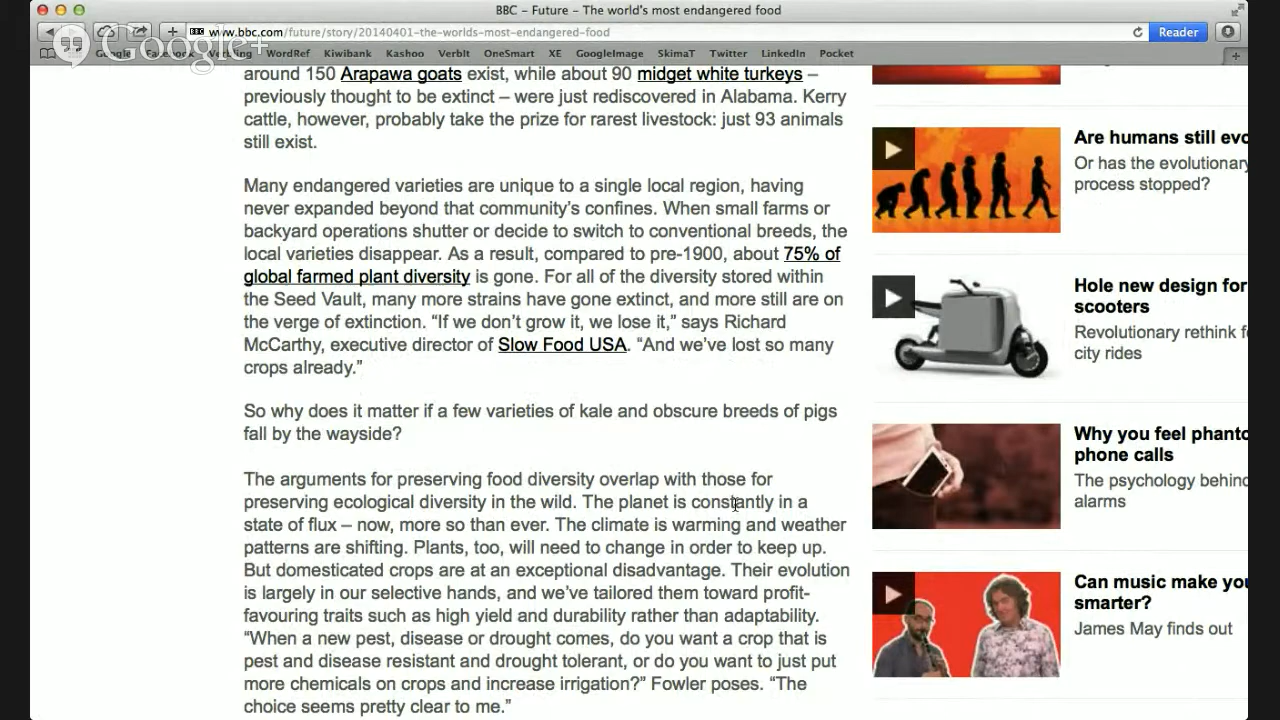 BBC – Future – The world's most endangered food
Google+
www.bbc.com/future/story/20140401-the-worlds-most-endangered-food
Reader
Google WordRef Kiwibank Kashoo VerbIt OneSmart XE GoogleImage SkimaT Twitter LinkedIn Pocket
around 150 Arapawa goats exist, while about 90 midget white turkeys –
previously thought to be extinct – were just rediscovered in Alabama. Kerry
cattle, however, probably take the prize for rarest livestock: just 93 animals
still exist.
Many endangered varieties are unique to a single local region, having
never expanded beyond that community's confines. When small farms or
backyard operations shutter or decide to switch to conventional breeds, the
local varieties disappear. As a result, compared to pre-1900, about 75% of
global farmed plant diversity is gone. For all of the diversity stored within
the Seed Vault, many more strains have gone extinct, and more still are on
the verge of extinction. “If we don’t grow it, we lose it,” says Richard
McCarthy, executive director of Slow Food USA. “And we’ve lost so many
crops already.”
So why does it matter if a few varieties of kale and obscure breeds of pigs
fall by the wayside?
The arguments for preserving food diversity overlap with those for
preserving ecological diversity in the wild. The planet is constantly in a
state of flux – now, more so than ever. The climate is warming and weather
patterns are shifting. Plants, too, will need to change in order to keep up.
But domesticated crops are at an exceptional disadvantage. Their evolution
is largely in our selective hands, and we’ve tailored them toward profit-
favouring traits such as high yield and durability rather than adaptability.
“When a new pest, disease or drought comes, do you want a crop that is
pest and disease resistant and drought tolerant, or do you want to just put
more chemicals on crops and increase irrigation?” Fowler poses. “The
choice seems pretty clear to me.”
Are humans still evo
Or has the evolutionary
process stopped?
Hole new design for
scooters
Revolutionary rethink f
city rides
Why you feel phanto
phone calls
The psychology behind
alarms
Can music make you
smarter?
James May finds out